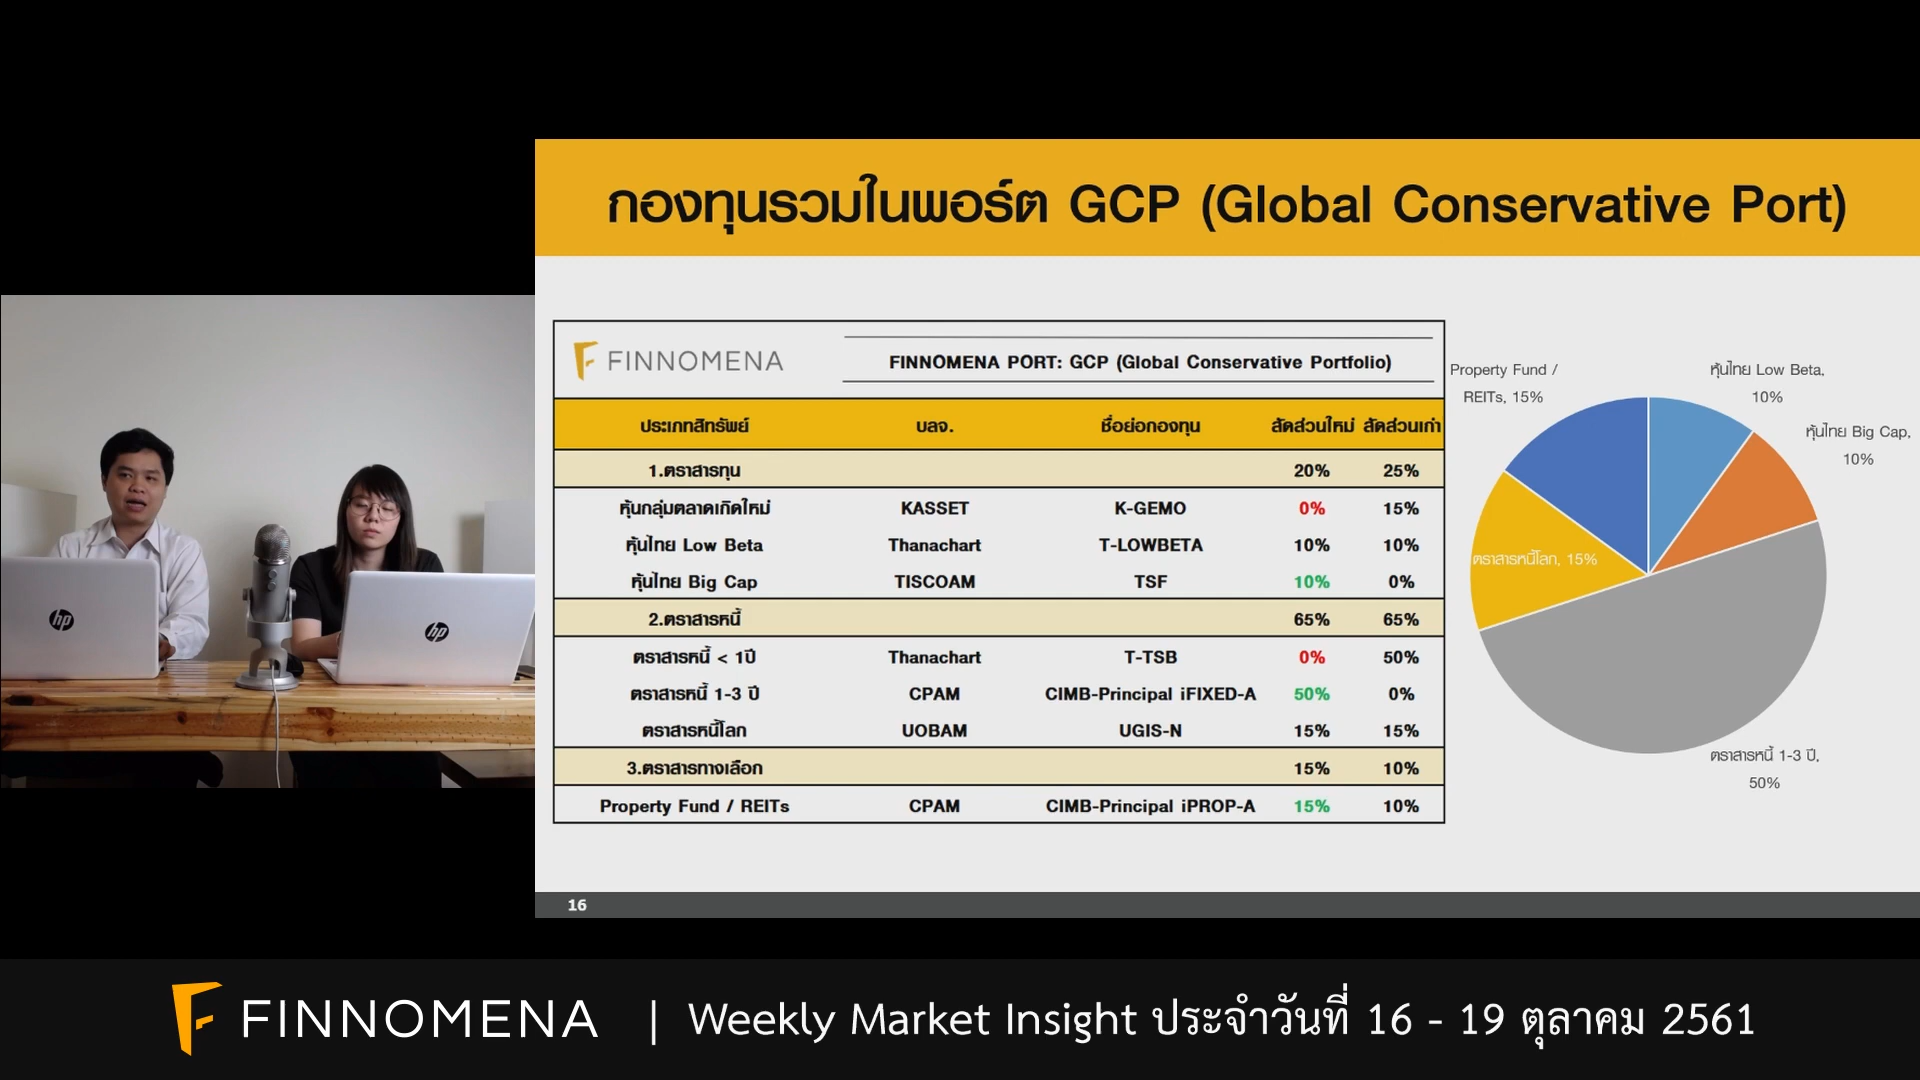 กองทุนรวมในพอร์ต GCP (Global Conservative Port)
FINNOMENA
FINNOMENA PORT: GCP (Global Conservative Portfolio)
ประเภทสิทรัพย์ บลจ. ชื่อย่อกองทุน สัดส่วนใหม่ สัดส่วนเก่า
1.ตราสารทุน 20% 25%
หุ้นกลุ่มตลาดเกิดใหม่ KASSET K-GEMO 0% 15%
หุ้นไทย Low Beta Thanachart T-LOWBETA 10% 10%
หุ้นไทย Big Cap TISCOAM TSF 10% 0%
2.ตราสารหนี้ 65% 65%
ตราสารหนี้ < 1ปี Thanachart T-TSB 0% 50%
ตราสารหนี้ 1-3 ปี CPAM CIMB-Principal iFIXED-A 50% 0%
ตราสารหนี้โลก UOBAM UGIS-N 15% 15%
3.ตราสารทางเลือก 15% 10%
Property Fund / REITs CPAM CIMB-Principal iPROP-A 15% 10%
Property Fund /
REITs, 15%
หุ้นไทย Low Beta,
10%
หุ้นไทย Big Cap,
10%
ตราสารหนี้โลก, 15%
ตราสารหนี้ 1-3 ปี,
50%
hp
hp
16
FINNOMENA | Weekly Market Insight ประจำวันที่ 16 - 19 ตุลาคม 2561